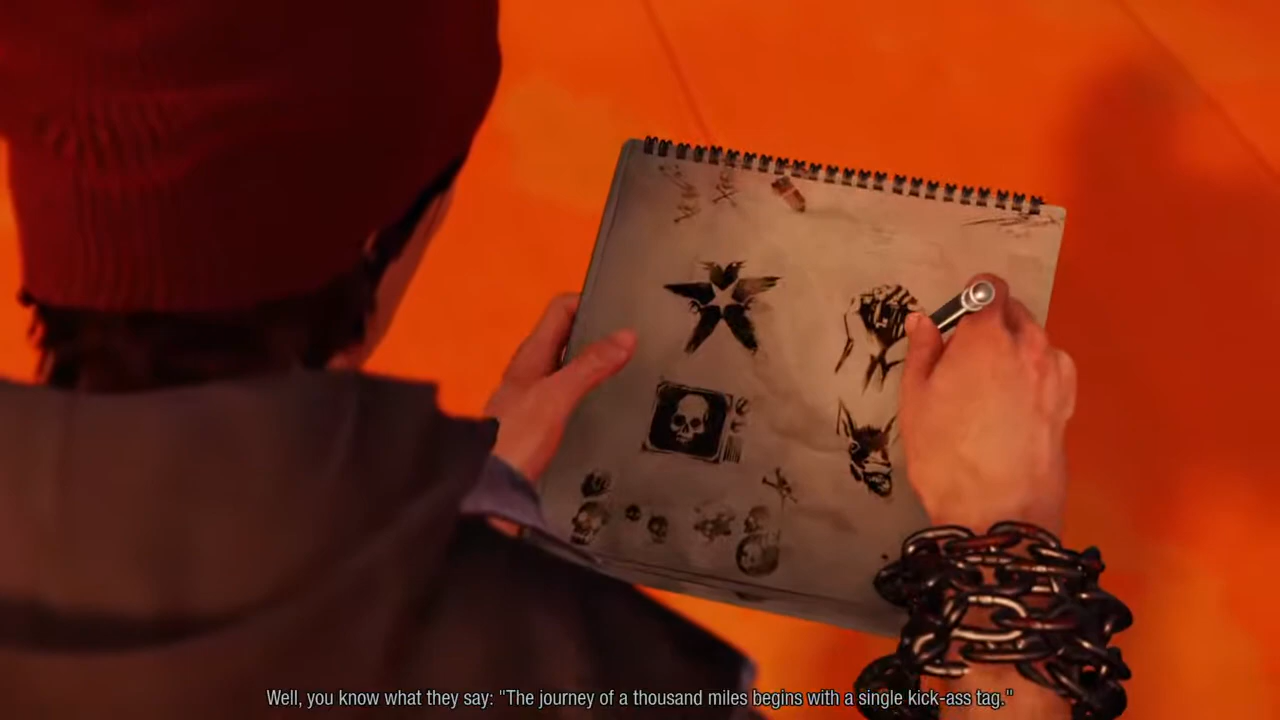 Well, you know what they say: "The journey of a thousand miles begins with a single kick-ass tag."